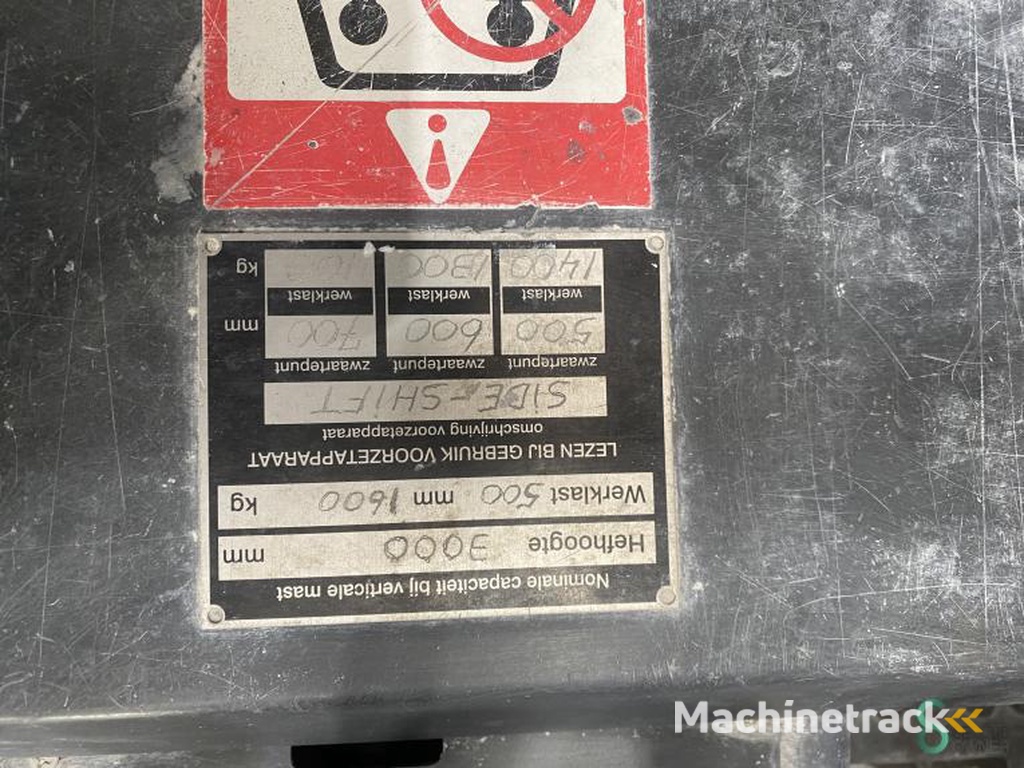 Nominale capaciteit bij verticale mast
Hefhoogte 3000 mm
Werklast 500 mm 1600 kg
LEZEN BIJ GEBRUIK VOORZETAPPARAAT
omschrijving voorzetapparaat
SIDE-SHIFT
zwaartepunt zwaartepunt zwaartepunt
500 600 700 mm
werklast werklast werklast
1400 1300 kg
Machinetrack